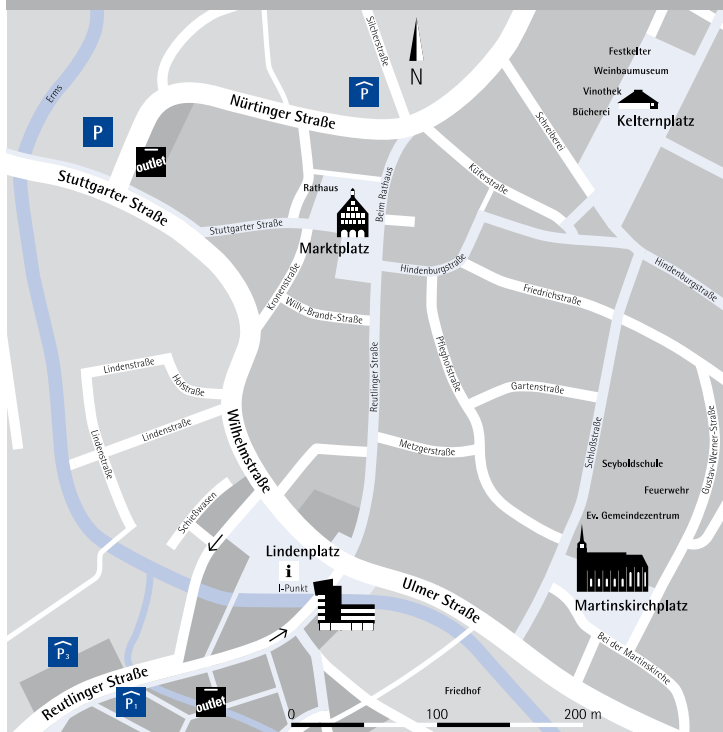 Silcherstraße
Erms
N
P
P
Nürtinger Straße
Festkelter
Weinbaumuseum
Vinothek
Bücherei
Kelternplatz
Schreiberei
outlet
Stuttgarter Straße
Rathaus
Beim Rathaus
Küferstraße
Stuttgarter Straße
Marktplatz
Hindenburgstraße
Hindenburgstraße
Kronenstraße
Willy-Brandt-Straße
Friedrichstraße
Pfleghofstraße
Reutlinger Straße
Lindenstraße
Hofstraße
Gartenstraße
Lindenstraße
Lindenstraße
Wilhelmstraße
Metzgerstraße
Schloßstraße
Gustav-Werner-Straße
Seyboldschule
Feuerwehr
Schießwasen
Ev. Gemeindezentrum
Lindenplatz
i
I-Punkt
Ulmer Straße
Martinskirchplatz
Bei der Martinskirche
P3
Reutlinger Straße
P1
outlet
Friedhof
0 100 200 m